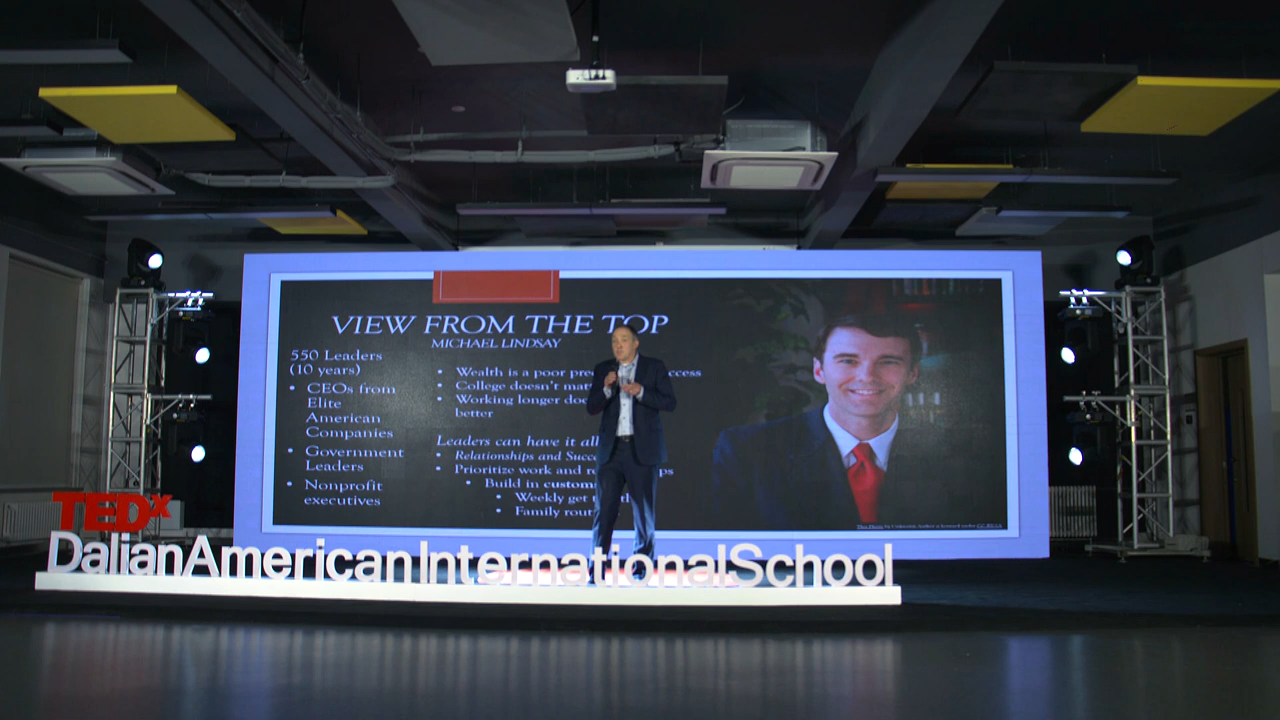 VIEW FROM THE TOP
MICHAEL LINDSAY
550 Leaders
(10 years)
• CEOs from
Elite
American
Companies
• Government
Leaders
• Nonprofit
executives
• Wealth is a poor
• College doesn't
• Working longer
better
Leaders can have it all
• Relationships and
• Prioritize work and
• Build in
• Weekly get
• Family
TEDx
DalianAmericanInternationalSchool